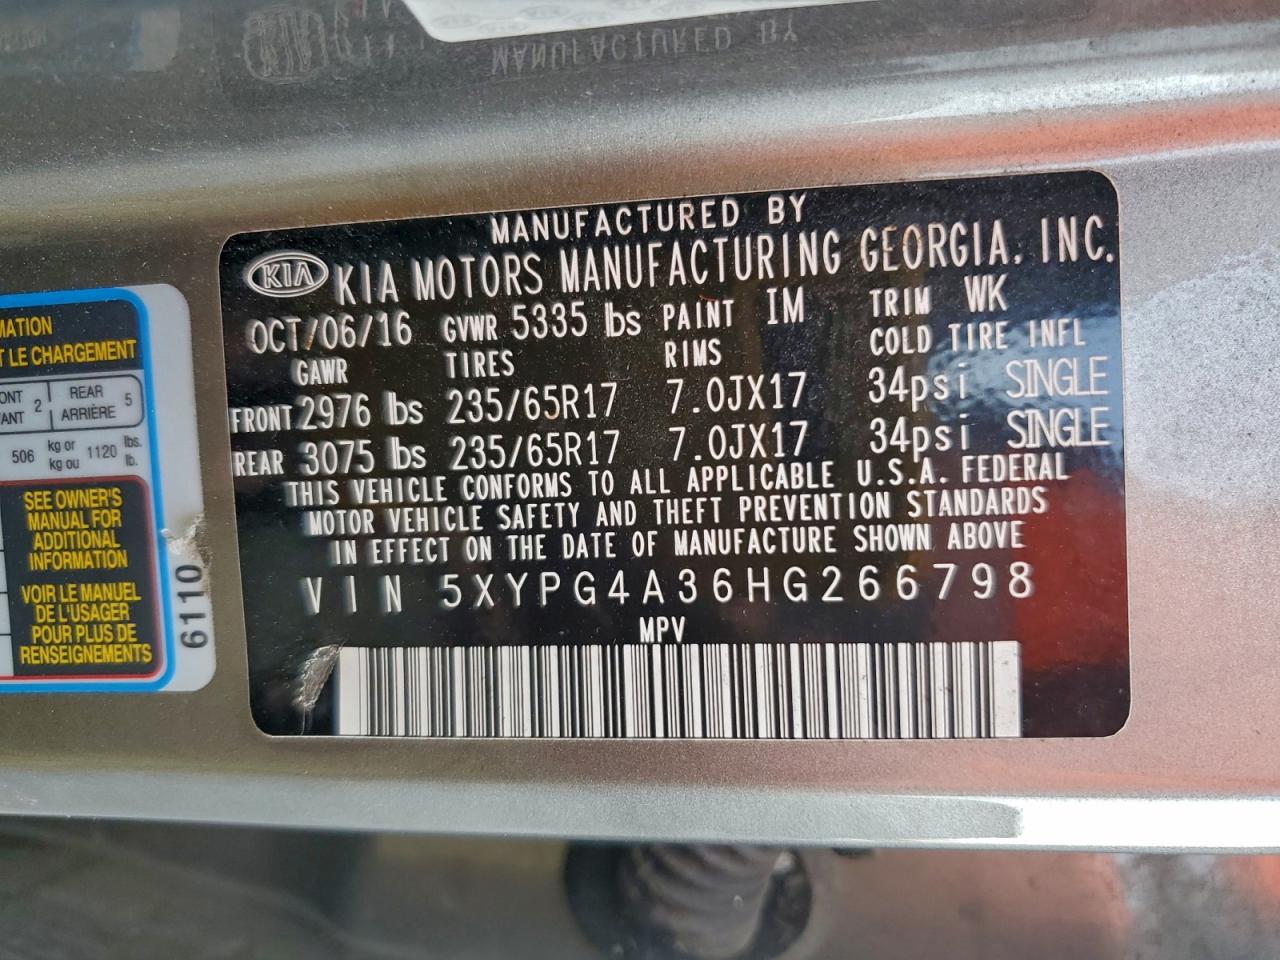 MANUFACTURED BY
MANUFACTURED BY
KIA KIA MOTORS MANUFACTURING GEORGIA, INC.
OCT/06/16 GVWR 5335 lbs PAINT IM TRIM WK
GAWR TIRES RIMS COLD TIRE INFL
FRONT 2976 lbs 235/65R17 7.0JX17 34psi SINGLE
REAR 3075 lbs 235/65R17 7.0JX17 34psi SINGLE
THIS VEHICLE CONFORMS TO ALL APPLICABLE U.S.A. FEDERAL
MOTOR VEHICLE SAFETY AND THEFT PREVENTION STANDARDS
IN EFFECT ON THE DATE OF MANUFACTURE SHOWN ABOVE
VIN 5XYPG4A36HG266798
MPV
MATION
T LE CHARGEMENT
ONT 2 REAR 5
ANT ARRIÈRE
506 kg or 1120 lbs.
kg ou lb.
SEE OWNER'S
MANUAL FOR
ADDITIONAL
INFORMATION
VOIR LE MANUEL
DE L'USAGER
POUR PLUS DE
RENSEIGNEMENTS
6110